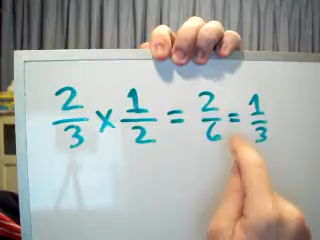 2/3 x 1/2 = 2/6 = 1/3